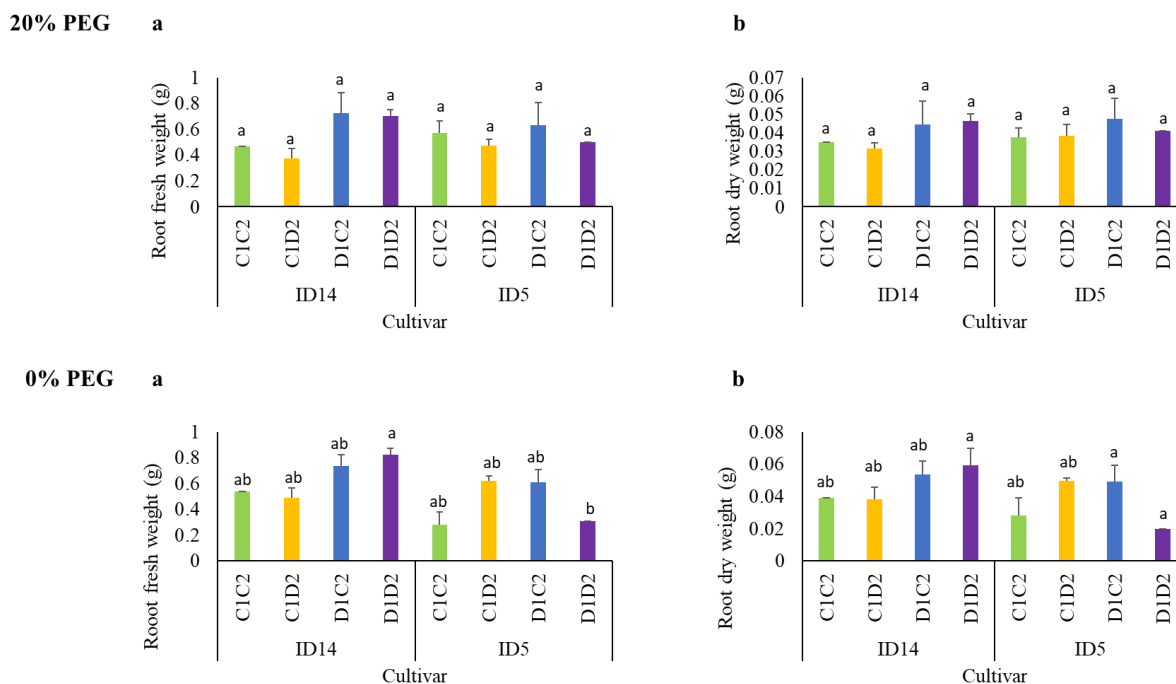 20% PEG
a
Root fresh weight (g)
1
0.8
0.6
0.4
0.2
0
a
a
a
a
a
a
a
a
C1C2
C1D2
D1C2
D1D2
C1C2
C1D2
D1C2
D1D2
ID14
ID5
Cultivar
b
Root dry weight (g)
0.07
0.06
0.05
0.04
0.03
0.02
0.01
0
a
a
a
a
a
a
a
a
C1C2
C1D2
D1C2
D1D2
C1C2
C1D2
D1C2
D1D2
ID14
ID5
Cultivar
0% PEG
a
Rooot fresh weight (g)
1
0.8
0.6
0.4
0.2
0
ab
ab
ab
a
ab
ab
ab
b
C1C2
C1D2
D1C2
D1D2
C1C2
C1D2
D1C2
D1D2
ID14
ID5
Cultivar
b
Root dry weight (g)
0.08
0.06
0.04
0.02
0
ab
ab
ab
a
ab
ab
a
a
C1C2
C1D2
D1C2
D1D2
C1C2
C1D2
D1C2
D1D2
ID14
ID5
Cultivar